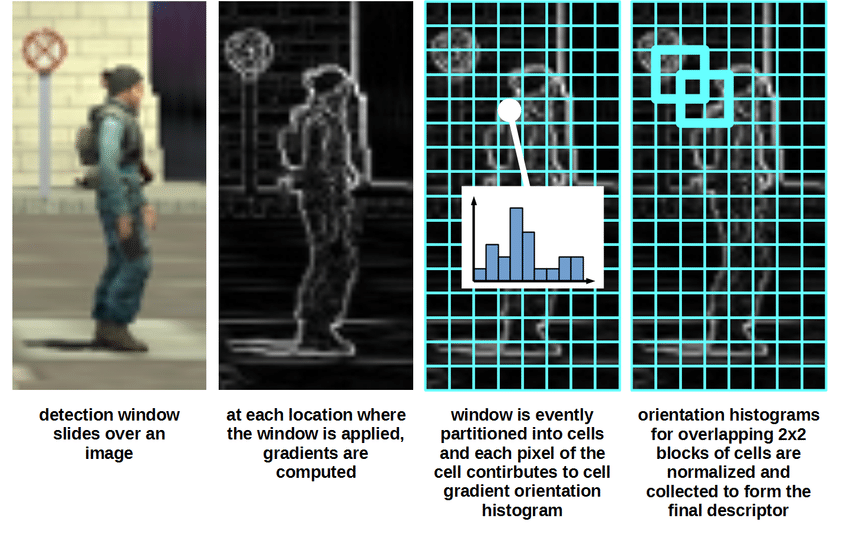 detection window
slides over an
image
at each location where
the window is applied,
gradients are
computed
window is evently
partitioned into cells
and each pixel of the
cell contirbutes to cell
gradient orientation
histogram
orientation histograms
for overlapping 2x2
blocks of cells are
normalized and
collected to form the
final descriptor